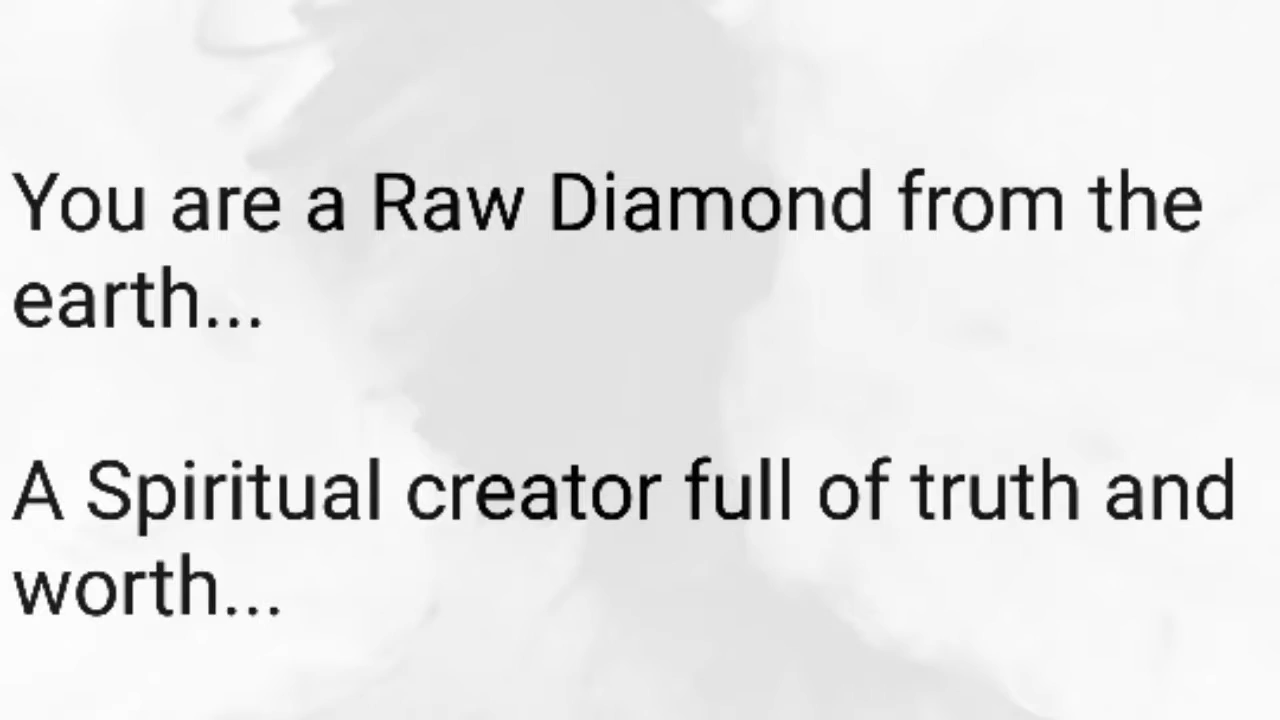 You are a Raw Diamond from the
earth...
A Spiritual creator full of truth and
worth...